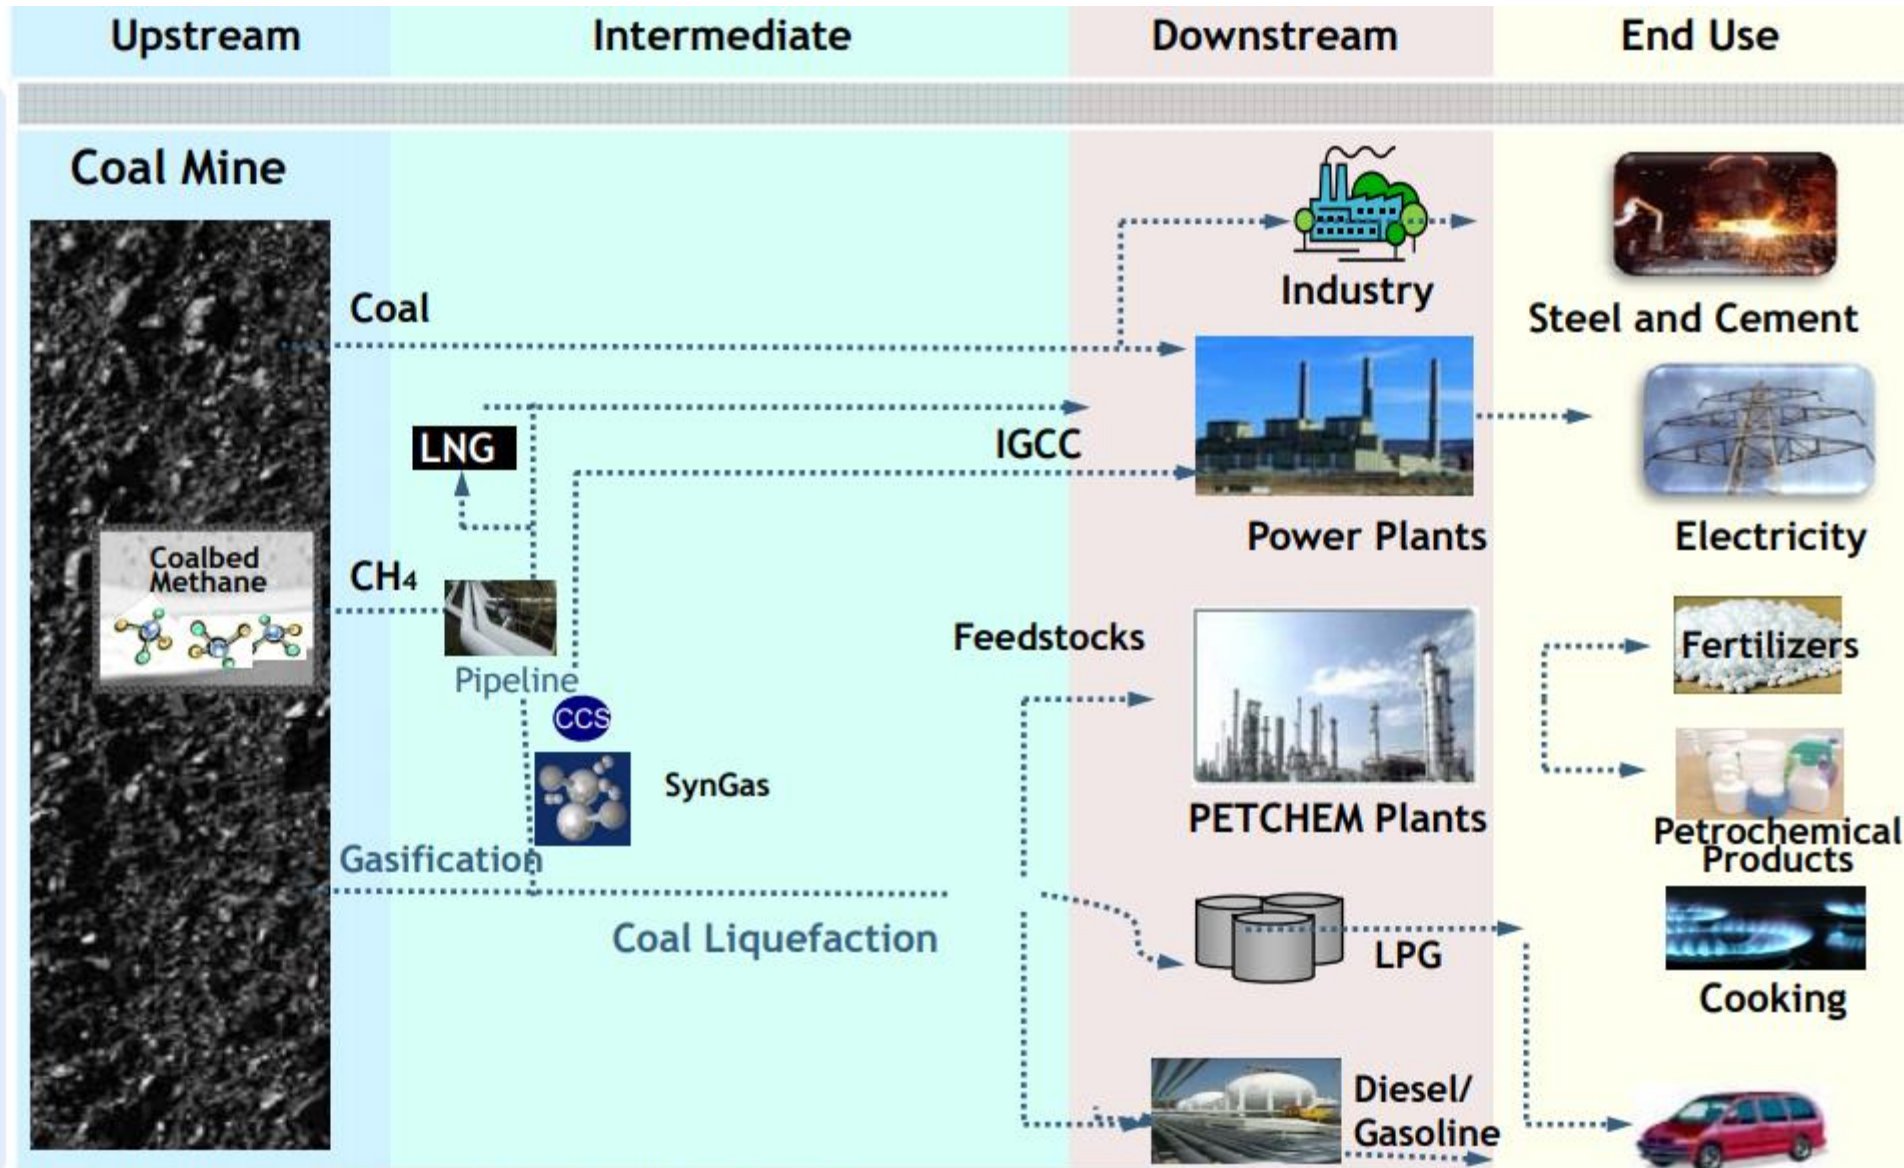 Upstream
Intermediate
Downstream
End Use
Coal Mine
Coal
Industry
Steel and Cement
LNG
IGCC
Power Plants
Electricity
Coalbed
Methane
CH₄
Pipeline
Feedstocks
Fertilizers
CCS
SynGas
PETCHEM Plants
Petrochemical
Products
Gasification
Coal Liquefaction
LPG
Cooking
Diesel/
Gasoline